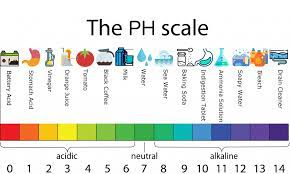 The PH scale
Battery Acid
Stomach Acid
Vinegar
Orange Juice
Tomato
Black Coffee
Milk
Water
Sea Water
Baking Soda
Indigestion Tablet
Ammonia Solution
Soapy Water
Bleach
Drain Cleaner
acidic neutral alkaline
0 1 2 3 4 5 6 7 8 9 10 11 12 13 14